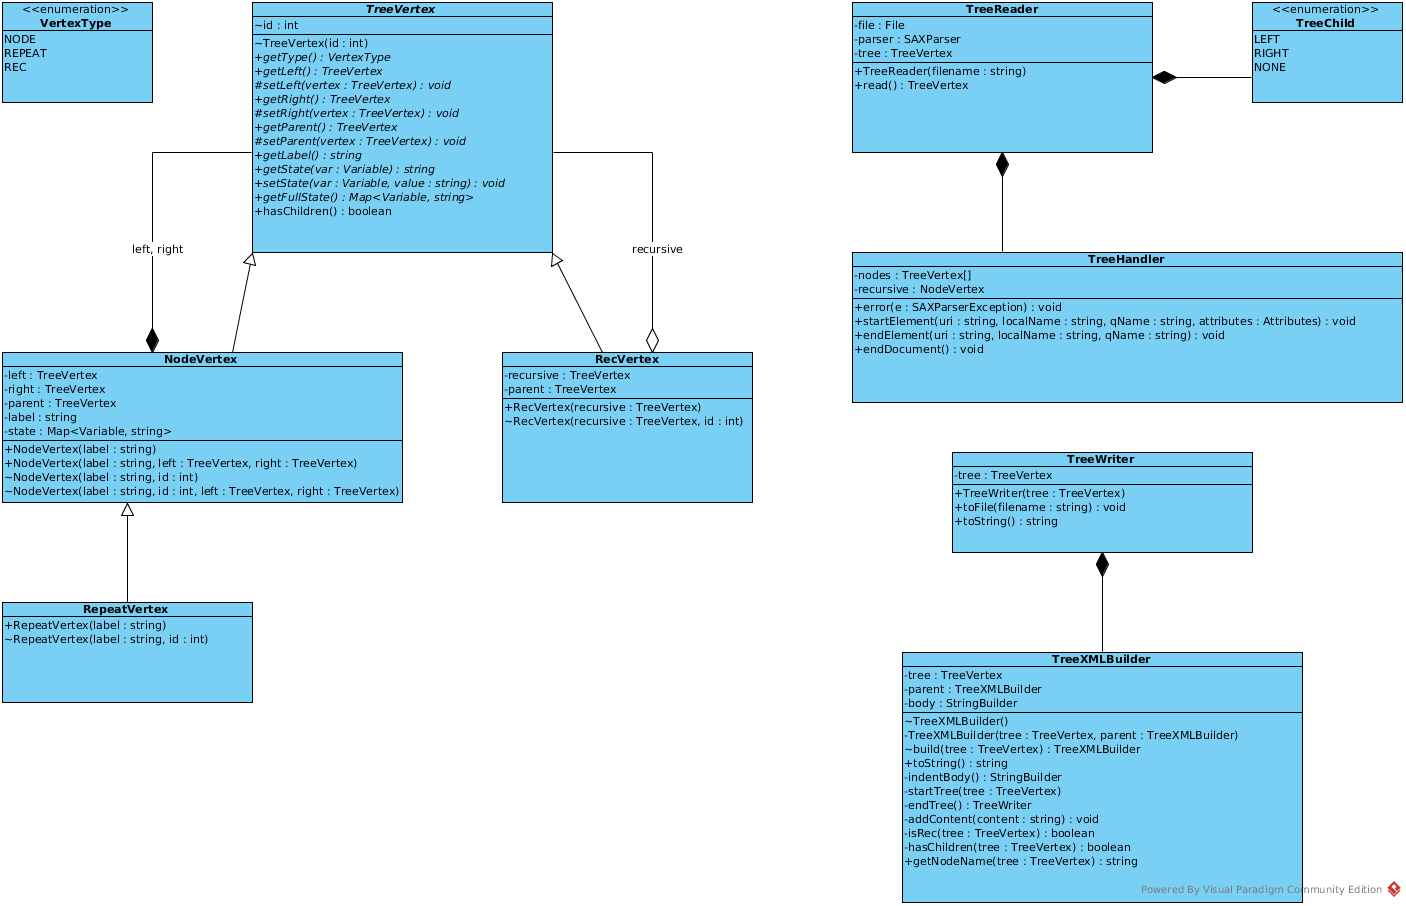 <<enumeration>>
VertexType
NODE
REPEAT
REC
TreeVertex
~id : int
~TreeVertex(id : int)
+getType() : VertexType
+getLeft() : TreeVertex
#setLeft(vertex : TreeVertex) : void
+getRight() : TreeVertex
#setRight(vertex : TreeVertex) : void
+getParent() : TreeVertex
#setParent(vertex : TreeVertex) : void
+getLabel() : string
+getState(var : Variable) : string
+setState(var : Variable, value : string) : void
+getFullState() : Map<Variable, string>
+hasChildren() : boolean
TreeReader
-file : File
-parser : SAXParser
-tree : TreeVertex
+TreeReader(filename : string)
+read() : TreeVertex
<<enumeration>>
TreeChild
LEFT
RIGHT
NONE
left, right
recursive
TreeHandler
-nodes : TreeVertex[]
-recursive : NodeVertex
+error(e : SAXParserException) : void
+startElement(uri : string, localName : string, qName : string, attributes : Attributes) : void
+endElement(uri : string, localName : string, qName : string) : void
+endDocument() : void
NodeVertex
-left : TreeVertex
-right : TreeVertex
-parent : TreeVertex
-label : string
-state : Map<Variable, string>
+NodeVertex(label : string)
+NodeVertex(label : string, left : TreeVertex, right : TreeVertex)
~NodeVertex(label : string, id : int)
~NodeVertex(label : string, id : int, left : TreeVertex, right : TreeVertex)
RecVertex
-recursive : TreeVertex
-parent : TreeVertex
+RecVertex(recursive : TreeVertex)
~RecVertex(recursive : TreeVertex, id : int)
TreeWriter
-tree : TreeVertex
+TreeWriter(tree : TreeVertex)
+toFile(filename : string) : void
+toString() : string
RepeatVertex
+RepeatVertex(label : string)
~RepeatVertex(label : string, id : int)
TreeXMLBuilder
-tree : TreeVertex
-parent : TreeXMLBuilder
-body : StringBuilder
~TreeXMLBuilder()
-TreeXMLBuilder(tree : TreeVertex, parent : TreeXMLBuilder)
~build(tree : TreeVertex) : TreeXMLBuilder
+toString() : string
-indentBody() : StringBuilder
-startTree(tree : TreeVertex)
-endTree() : TreeWriter
-addContent(content : string) : void
-isRec(tree : TreeVertex) : boolean
-hasChildren(tree : TreeVertex) : boolean
+getNodeName(tree : TreeVertex) : string
Powered By Visual Paradigm Community Edition